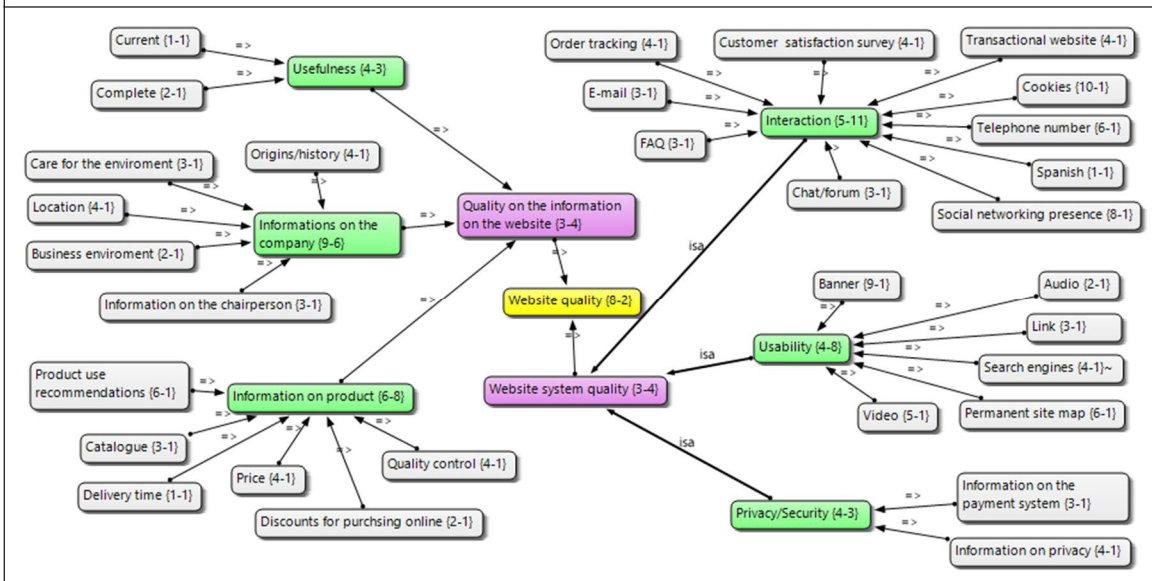 Current {1-1}
=>
Usefulness {4-3}
=>
Complete {2-1}
=>
Origins/history {4-1}
=>
Care for the enviroment {3-1}
=>
Location {4-1}
=>
Informations on the
company {9-6}
=>
Business enviroment {2-1}
=>
Information on the chairperson {3-1}
=>
Quality on the information
on the website {3-4}
=>
Website quality {8-2}
=>
Website system quality {3-4}
=>
Product use
recommendations {6-1}
=>
Information on product {6-8}
=>
Catalogue {3-1}
=>
Delivery time {1-1}
=>
Price {4-1}
=>
Discounts for purchsing online {2-1}
=>
Quality control {4-1}
=>
Order tracking {4-1}
=>
Customer satisfaction survey {4-1}
=>
Transactional website {4-1}
=>
E-mail {3-1}
=>
Cookies {10-1}
=>
Interaction {5-11}
Telephone number {6-1}
=>
FAQ {3-1}
=>
Spanish {1-1}
=>
Chat/forum {3-1}
>
Social networking presence {8-1}
=>
isa
Banner {9-1}
=>
Audio {2-1}
=>
Link {3-1}
=>
Usability {4-8}
isa
Search engines {4-1}~
=>
Video {5-1}
=>
Permanent site map {6-1}
=>
isa
Information on the
payment system {3-1}
=>
Privacy/Security {4-3}
=>
Information on privacy {4-1}